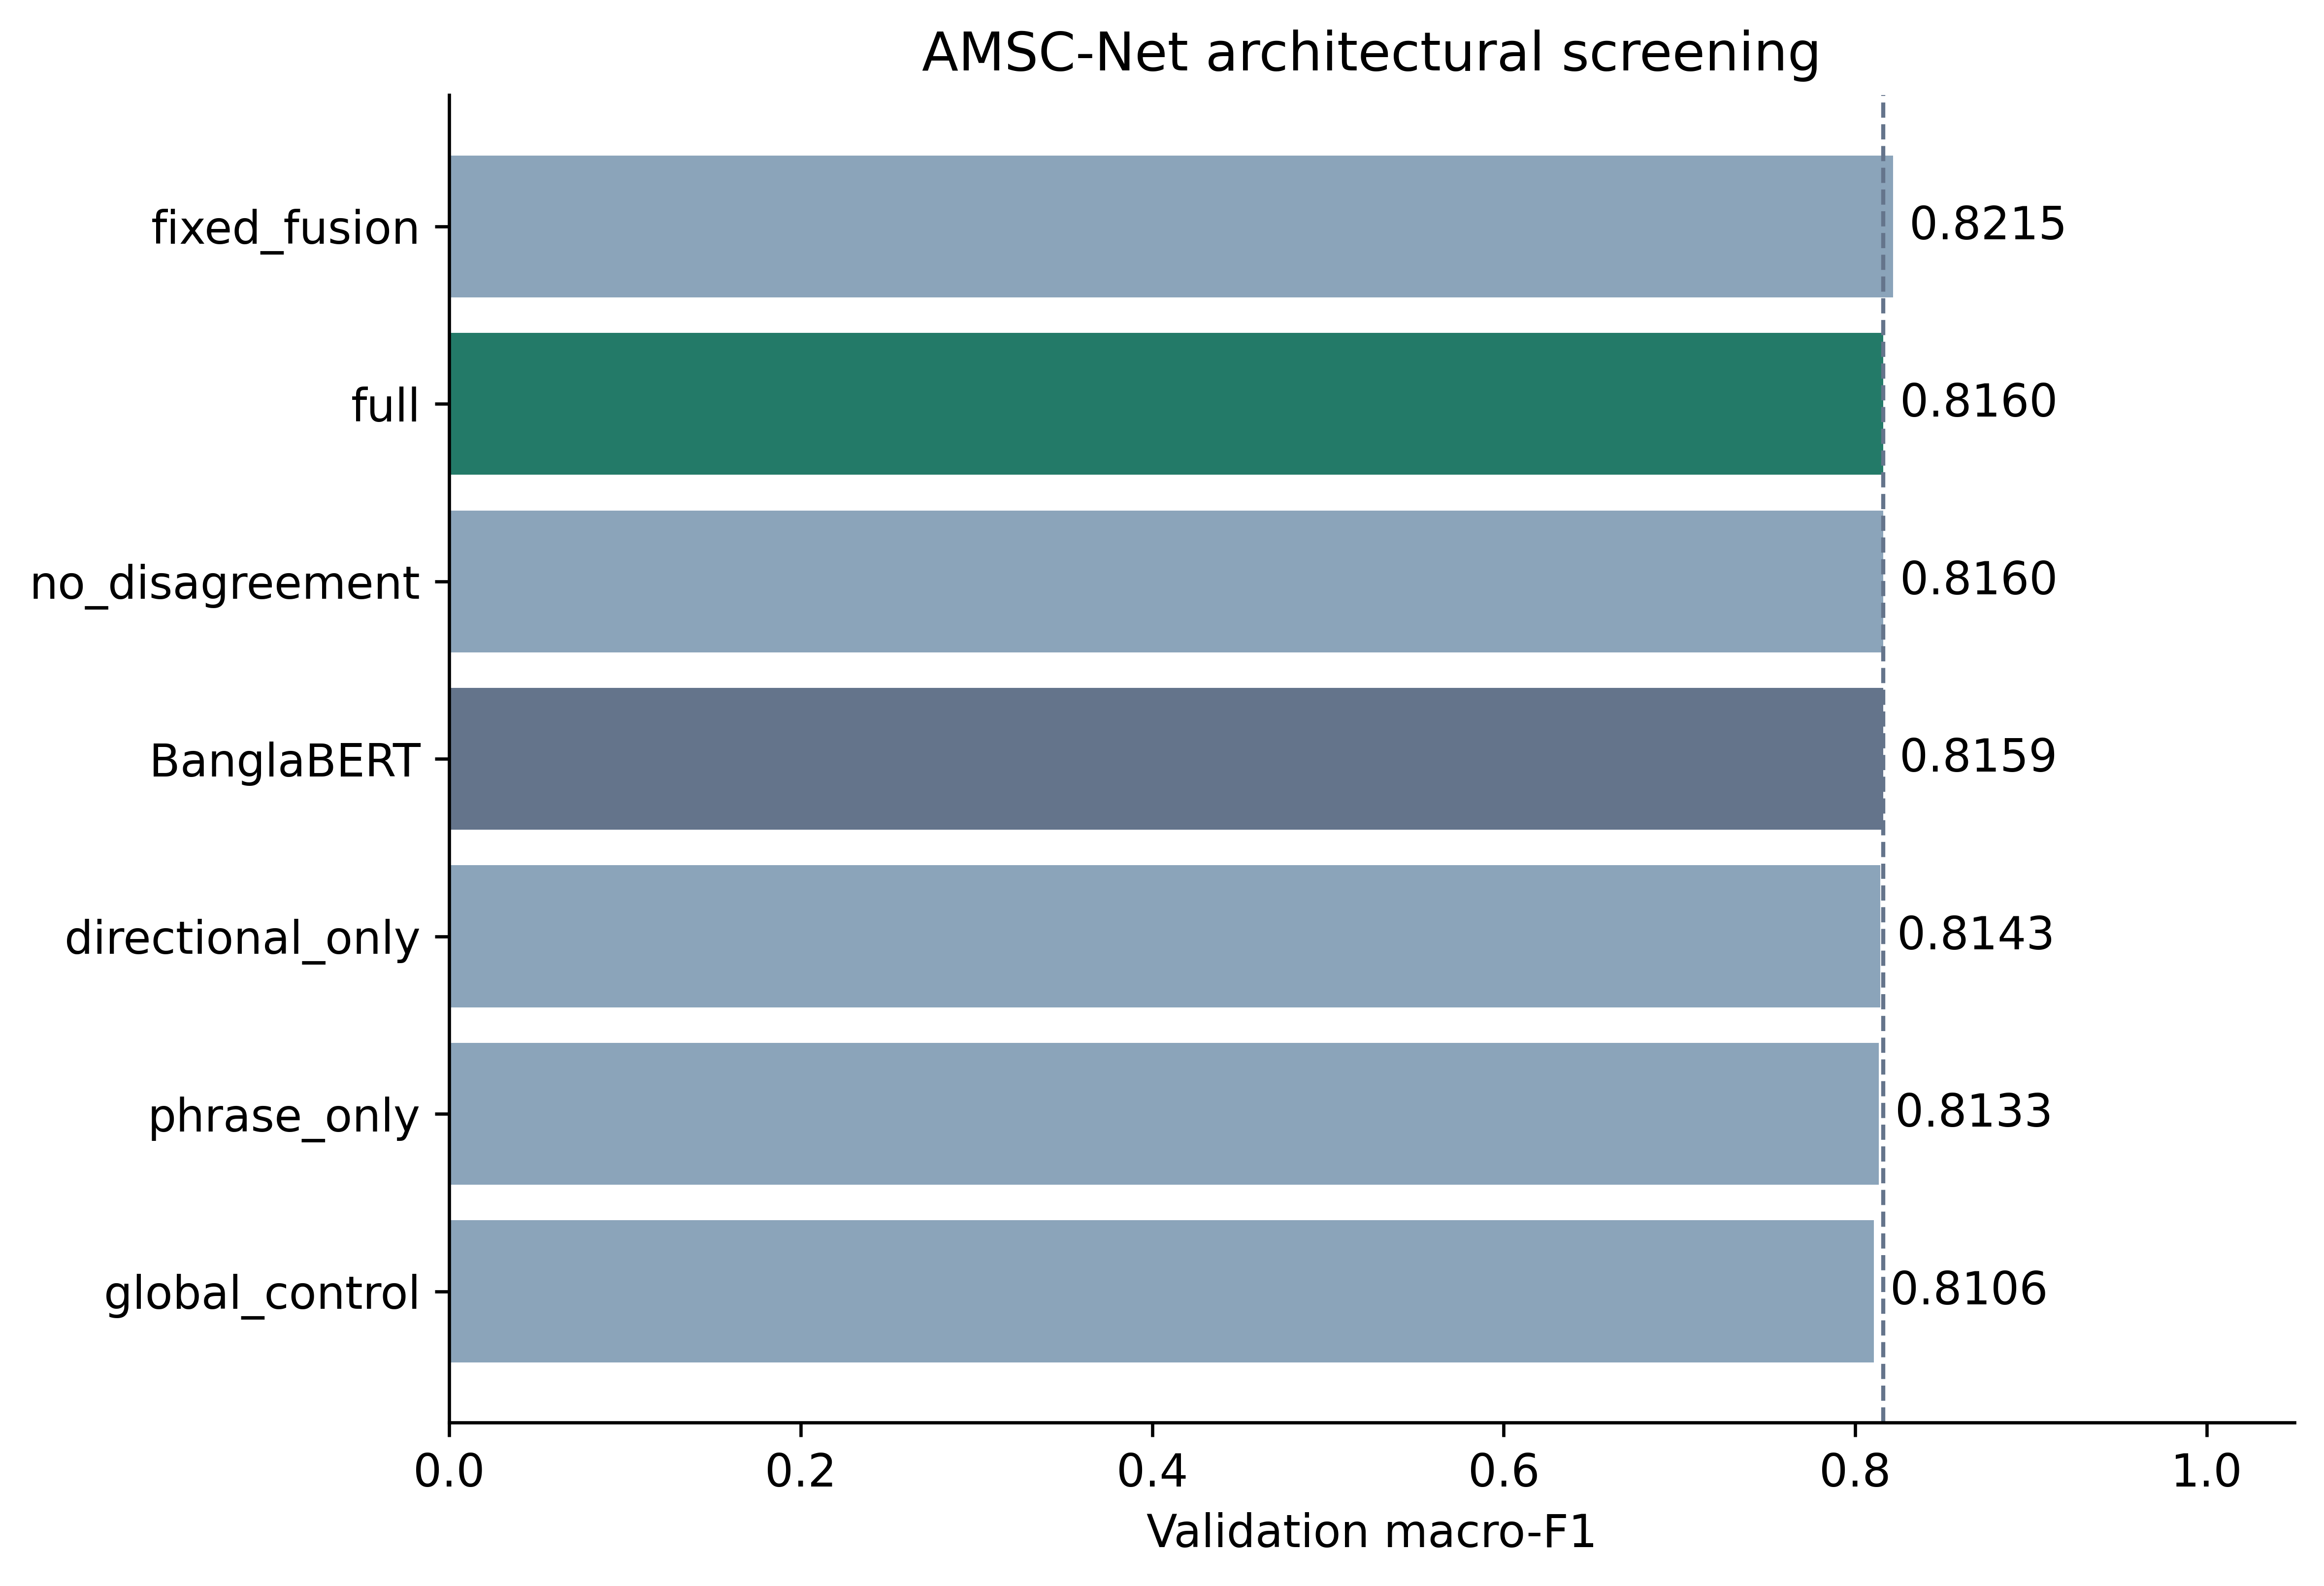 AMSC-Net architectural screening
fixed_fusion 0.8215
full 0.8160
no_disagreement 0.8160
BanglaBERT 0.8159
directional_only 0.8143
phrase_only 0.8133
global_control 0.8106
0.0 0.2 0.4 0.6 0.8 1.0
Validation macro-F1